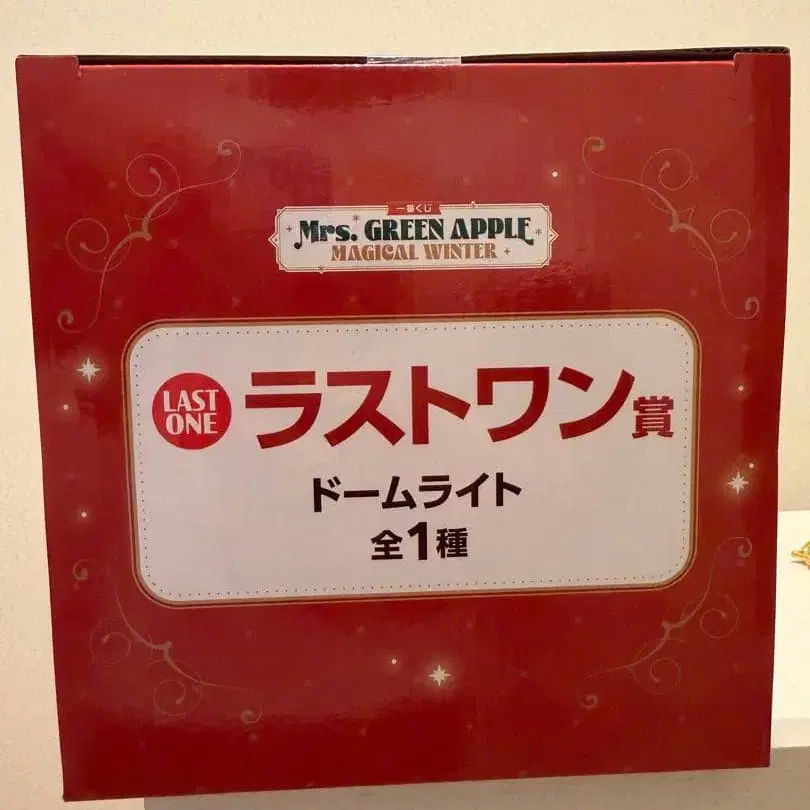 一番くじ
Mrs. GREEN APPLE
MAGICAL WINTER
LAST ONE
ラストワン賞
ドームライト
全1種